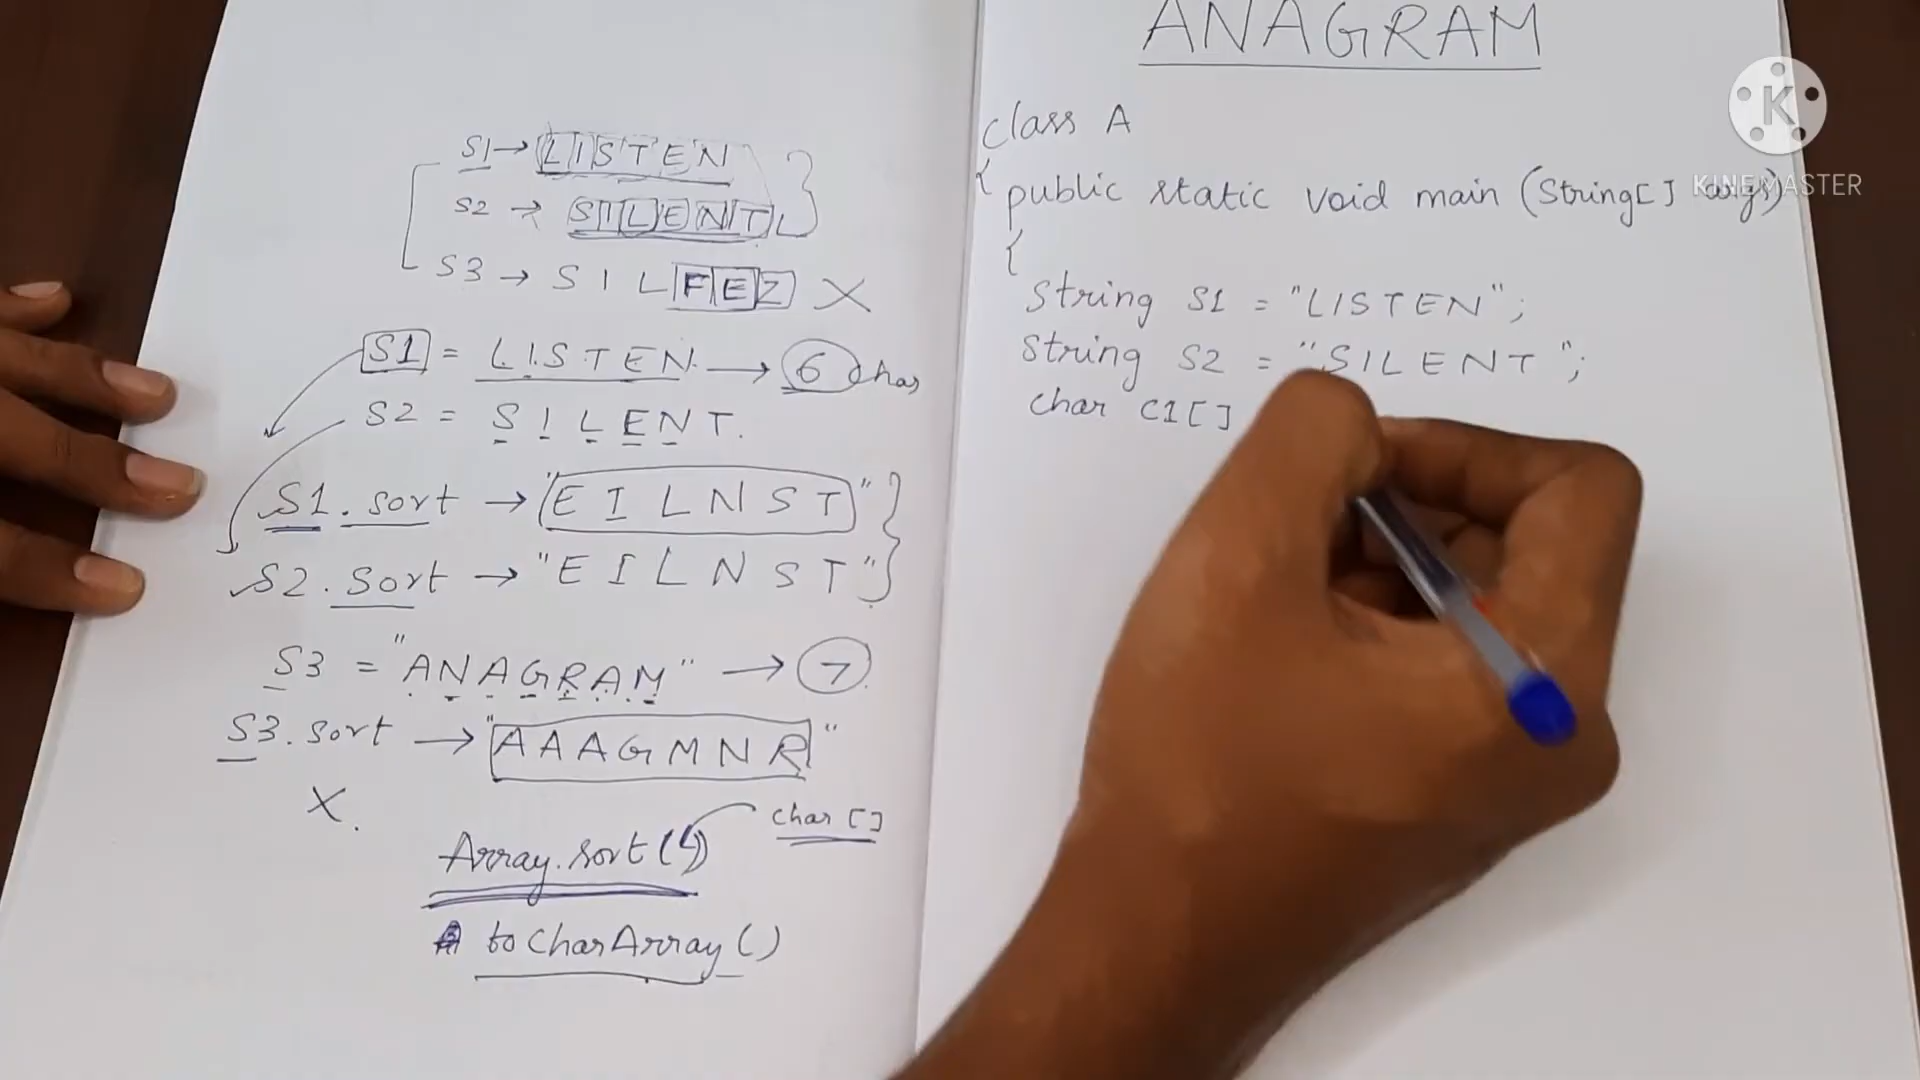 S1 → LISTEN
S2 → SILENT
S3 → SILFEZ X
S1 = LISTEN → 6 char
S2 = SILENT.
S1.sort → "EILNST"
S2.sort → "EILNST"
S3 = "ANAGRAM" → 7
S3.sort → "AAAGMNR"
X.
char []
Array.sort( )
toCharArray()
ANAGRAM
class A
{ public static void main (String[] args)
{
String S1 = "LISTEN";
String S2 = "SILENT";
char C1[]
K
KINEMASTER